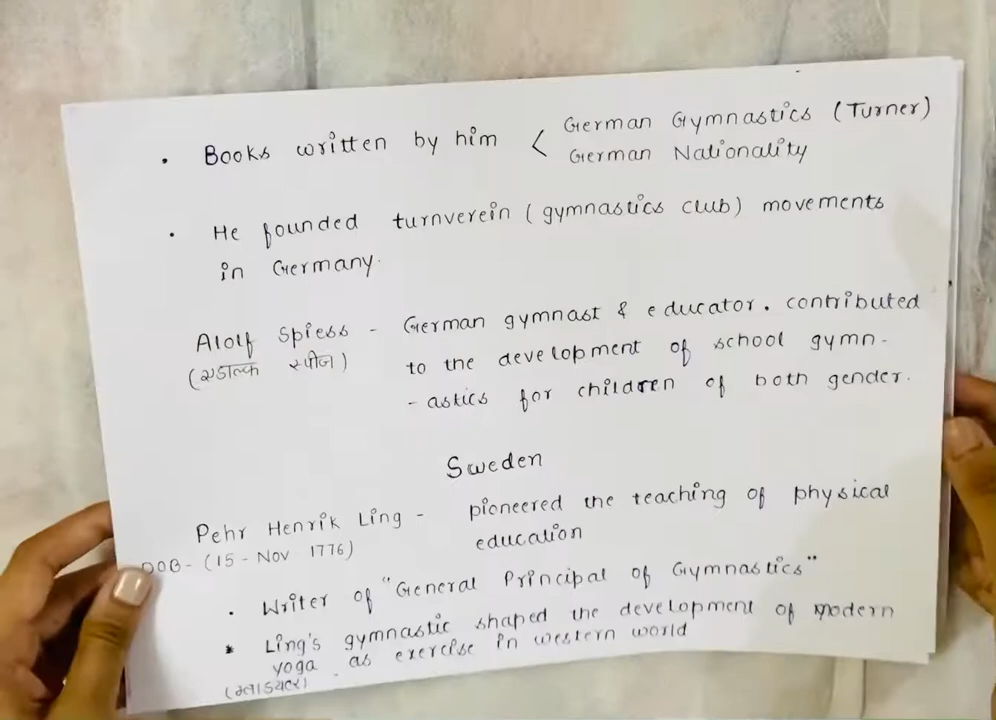 • Books written by him < German Gymnastics (Turner)
German Nationality
• He founded turnverein (gymnastics club) movements
in Germany.
Alolf Spiess - German gymnast & educator. contributed
(एडाल्फ स्पीज) to the development of school gymn-
- astics for children of both gender.
Sweden
Pehr Henrik Ling - pioneered the teaching of physical
DOB - (15 - Nov 1776) education
• Writer of "General Principal of Gymnastics"
* Ling's gymnastic shaped the development of modern
yoga as exercise in western world